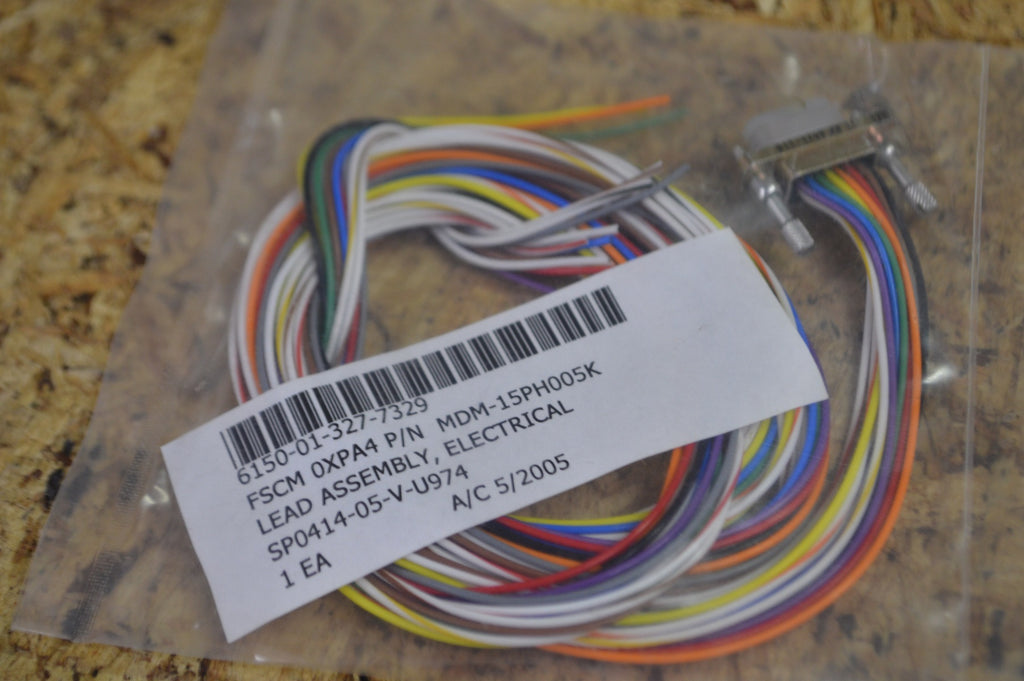 6150-01-327-7329
FSCM 0XPA4 P/N MDM-15PH005K
LEAD ASSEMBLY, ELECTRICAL
SP0414-05-V-U974
A/C 5/2005
1 EA